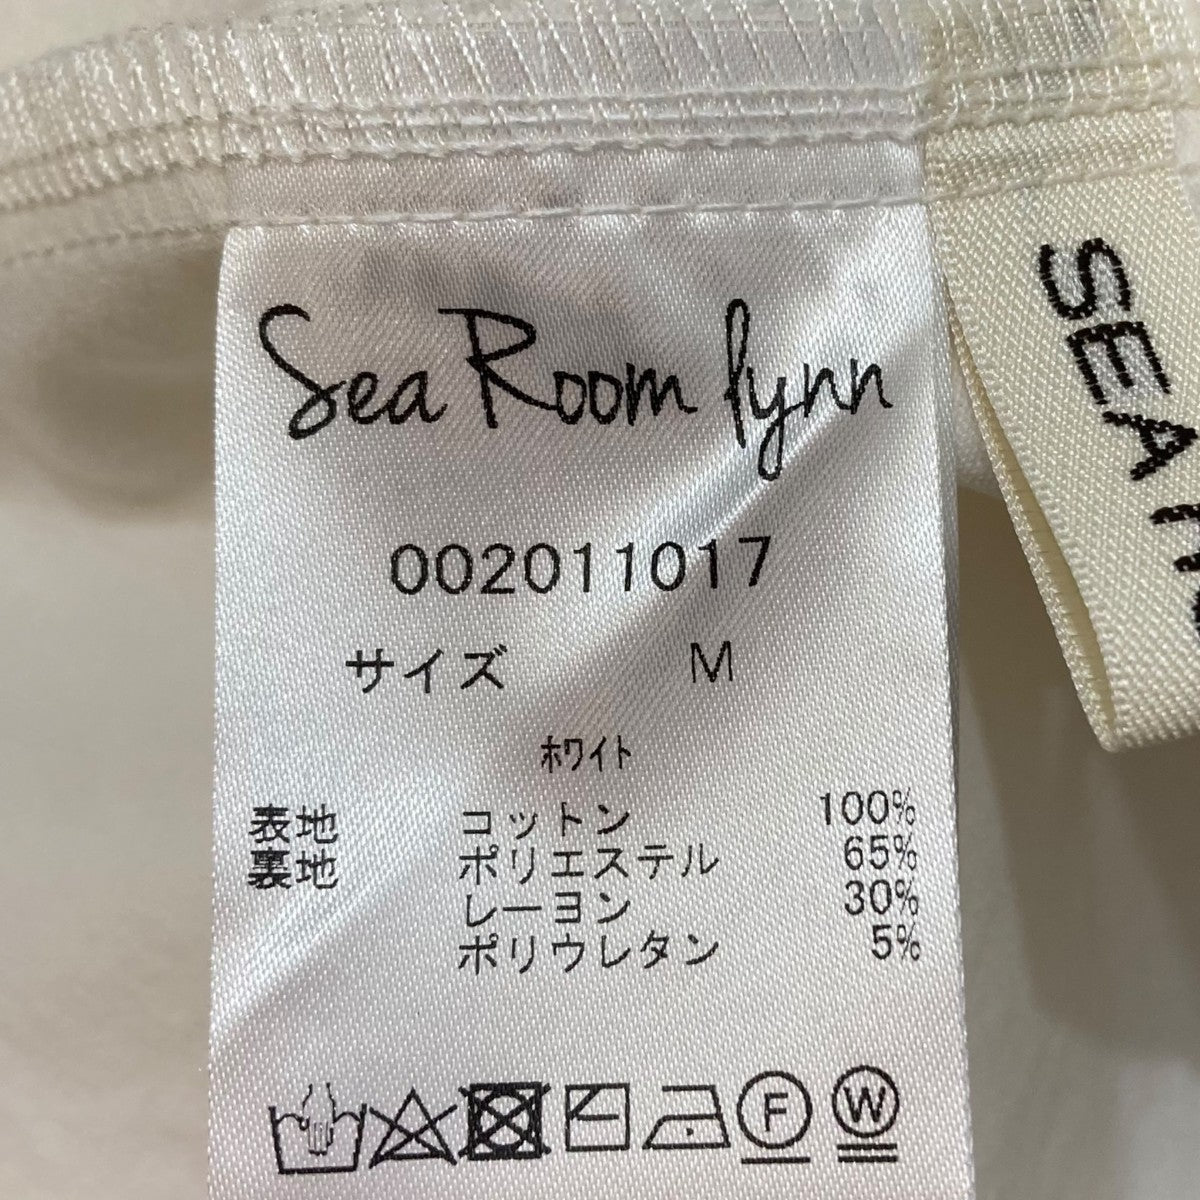 Sea Room lynn
002011017
サイズ M
ホワイト
表地 コットン 100%
裏地 ポリエステル 65%
レーヨン 30%
ポリウレタン 5%
F
W
SEA